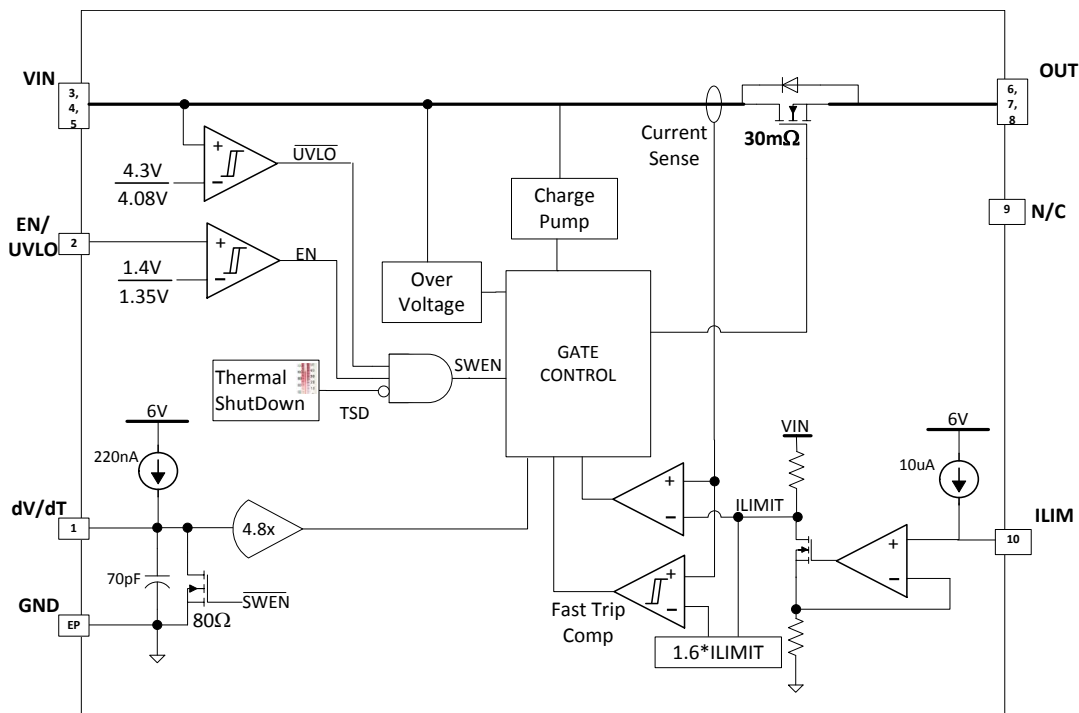 VIN
3,
4,
5
OUT
6,
7,
8
Current
Sense
30mΩ
+
−
UVLO
4.3V
4.08V
Charge
Pump
9
N/C
EN/
UVLO
2
+
−
EN
1.4V
1.35V
Over
Voltage
GATE
CONTROL
SWEN
Thermal
ShutDown
TSD
6V
220nA
VIN
6V
10uA
dV/dT
1
4.8x
+
−
ILIMIT
ILIM
10
+
−
70pF
SWEN
80Ω
GND
EP
Fast Trip
Comp
+
−
1.6*ILIMIT